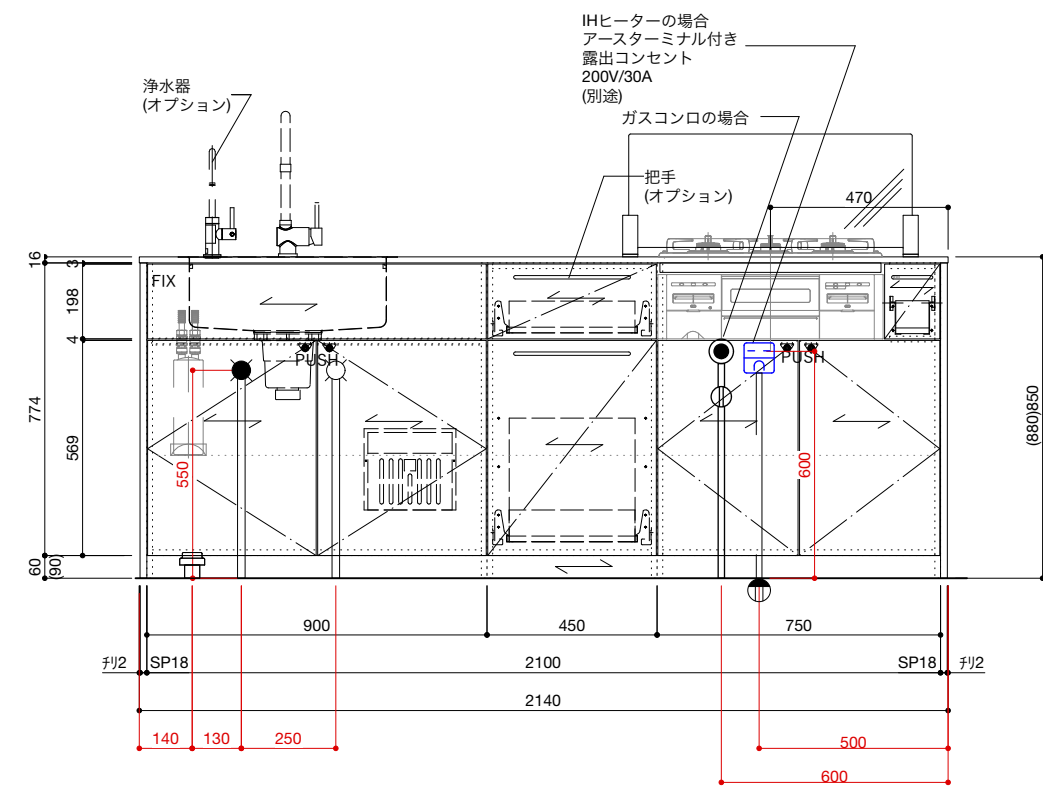 IHヒーターの場合
アースターミナル付き
露出コンセント
200V/30A
(別途)
ガスコンロの場合
浄水器
(オプション)
把手
(オプション)
470
16
3
FIX
198
4
PUSH
PUSH
774
569
550
600
(880)850
60
(90)
900
450
750
ﾁﾘ2
SP18
2100
SP18
ﾁﾘ2
2140
140
130
250
500
600